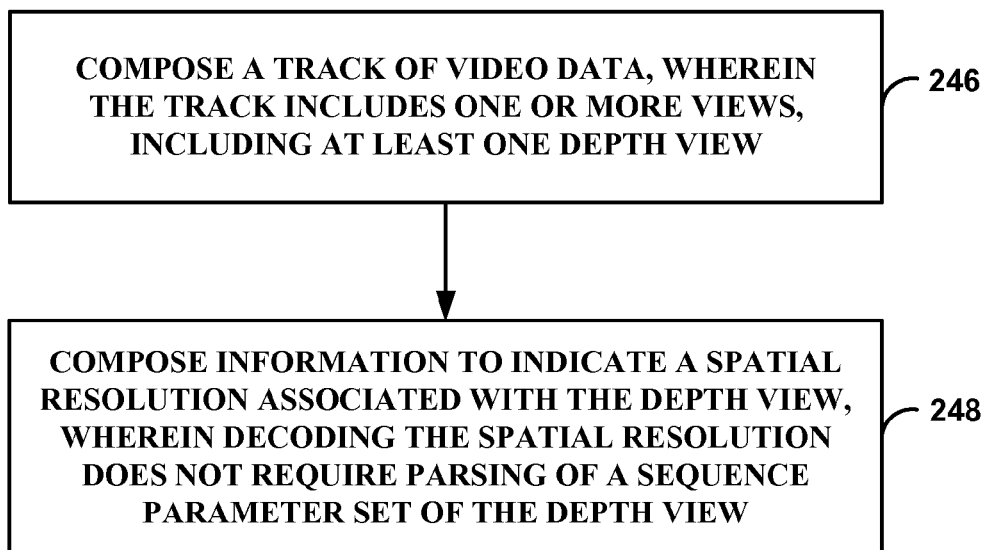 COMPOSE A TRACK OF VIDEO DATA, WHEREIN
THE TRACK INCLUDES ONE OR MORE VIEWS,
INCLUDING AT LEAST ONE DEPTH VIEW
246
COMPOSE INFORMATION TO INDICATE A SPATIAL
RESOLUTION ASSOCIATED WITH THE DEPTH VIEW,
WHEREIN DECODING THE SPATIAL RESOLUTION
DOES NOT REQUIRE PARSING OF A SEQUENCE
PARAMETER SET OF THE DEPTH VIEW
248